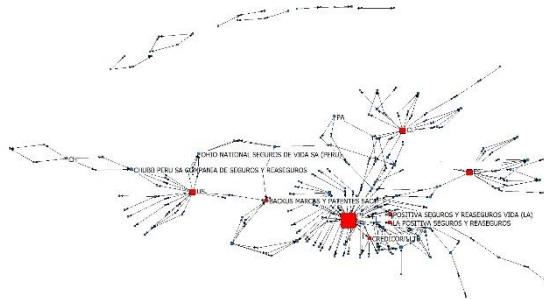 PA
OHIO NATIONAL SEGUROS DE VIDA SA (PERU)
CH
CHUBB PERU SA COMPANIA DE SEGUROS Y REASEGUROS
US
BACKUS MARCAS Y PATENTES SAC
POSITIVA SEGUROS Y REASEGUROS VIDA (LA)
LA POSITIVA SEGUROS Y REASEGUROS